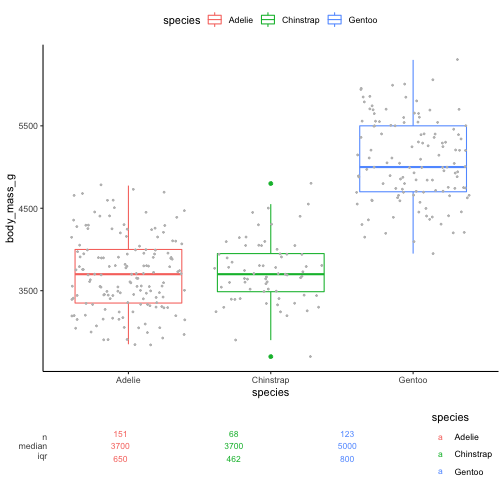 species Adelie Chinstrap Gentoo
body_mass_g
5500
4500
3500
Adelie Chinstrap Gentoo
species
n 151 68 123
median 3700 3700 5000
iqr 650 462 800
species
a Adelie
a Chinstrap
a Gentoo